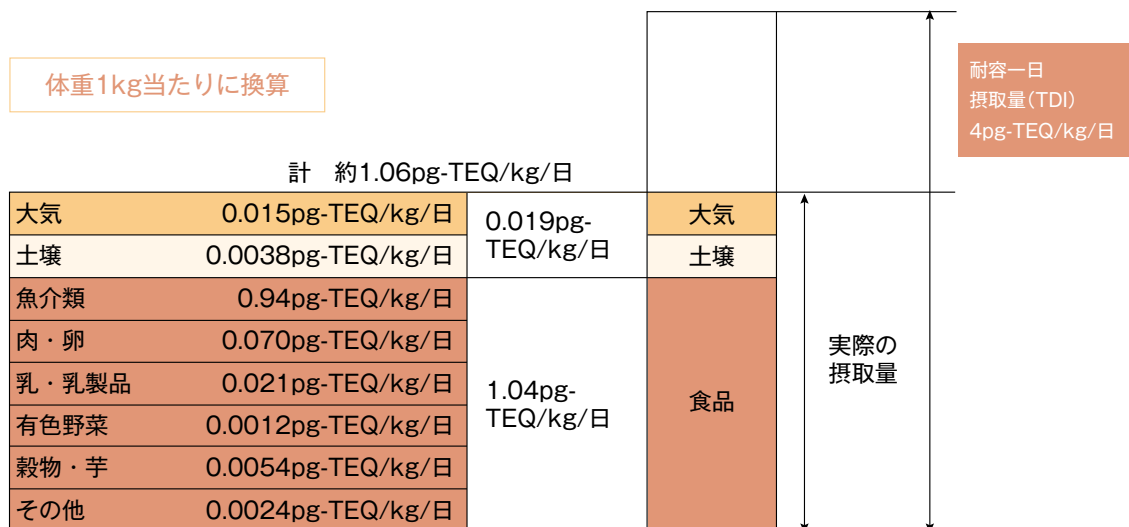 体重1kg当たりに換算
耐容一日
摂取量(TDI)
4pg-TEQ/kg/日
計 約1.06pg-TEQ/kg/日
大気 0.015pg-TEQ/kg/日
土壌 0.0038pg-TEQ/kg/日
0.019pg-
TEQ/kg/日
大気
土壌
魚介類 0.94pg-TEQ/kg/日
肉・卵 0.070pg-TEQ/kg/日
乳・乳製品 0.021pg-TEQ/kg/日
有色野菜 0.0012pg-TEQ/kg/日
穀物・芋 0.0054pg-TEQ/kg/日
その他 0.0024pg-TEQ/kg/日
1.04pg-
TEQ/kg/日
食品
実際の
摂取量